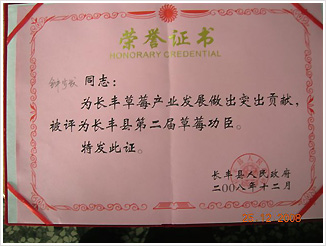 荣誉证书
HONORARY CREDENTIAL
同志：
为长丰草莓产业发展做出突出贡献，
被评为长丰县第二届草莓功臣。
特发此证。
长丰县人民政府
二〇〇八年十二月